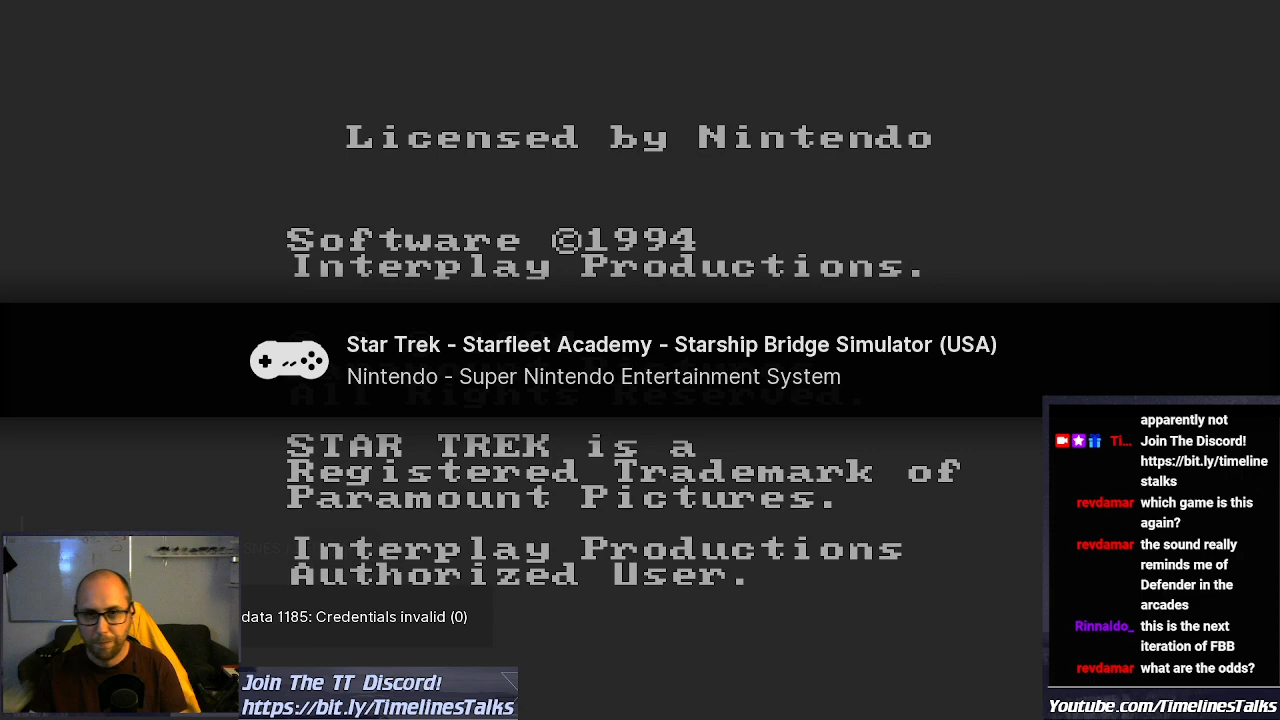 Licensed by Nintendo
Software ©1994
Interplay Productions.
Star Trek - Starfleet Academy - Starship Bridge Simulator (USA)
Nintendo - Super Nintendo Entertainment System
All Rights Reserved.
STAR TREK is a
Registered Trademark of
Paramount Pictures.
Interplay Productions
Authorized User.
data 1185: Credentials invalid (0)
Join The TT Discord!
https://bit.ly/TimelinesTalks
apparently not
Ti... Join The Discord!
https://bit.ly/timeline
stalks
revdamar which game is this
again?
revdamar the sound really
reminds me of
Defender in the
arcades
Rinnaldo_ this is the next
iteration of FBB
revdamar what are the odds?
Youtube.com/TimelinesTalks